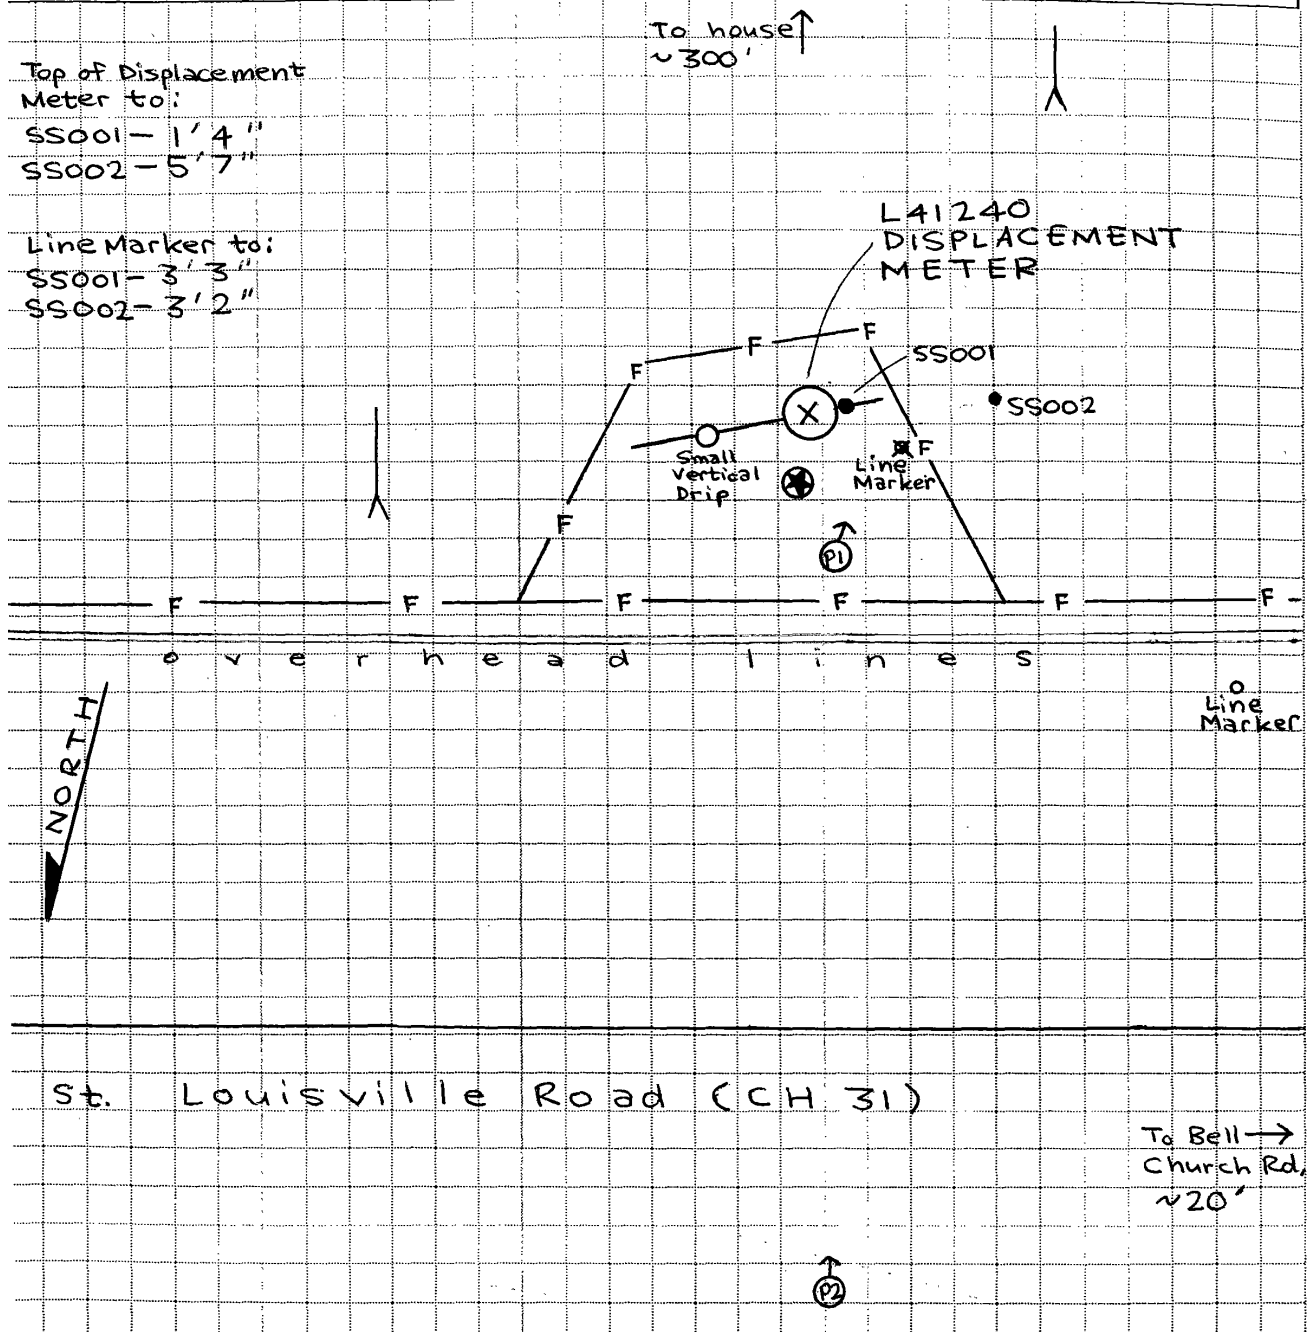 To house
~300'
Top of Displacement
Meter to:
SS001- 1'4"
SS002-5'7"
Line Marker to:
SS001- 3'3"
SS002- 3'2"
L41240
DISPLACEMENT
METER
F
F
F
SS001
SS002
F
Small
Vertical
Drip
Line
Marker
F
P1
F F F F F F
overhead lines
Line
Marker
NORTH
St. Louisville Road (CH 31)
To Bell
Church Rd.
~20'
P2